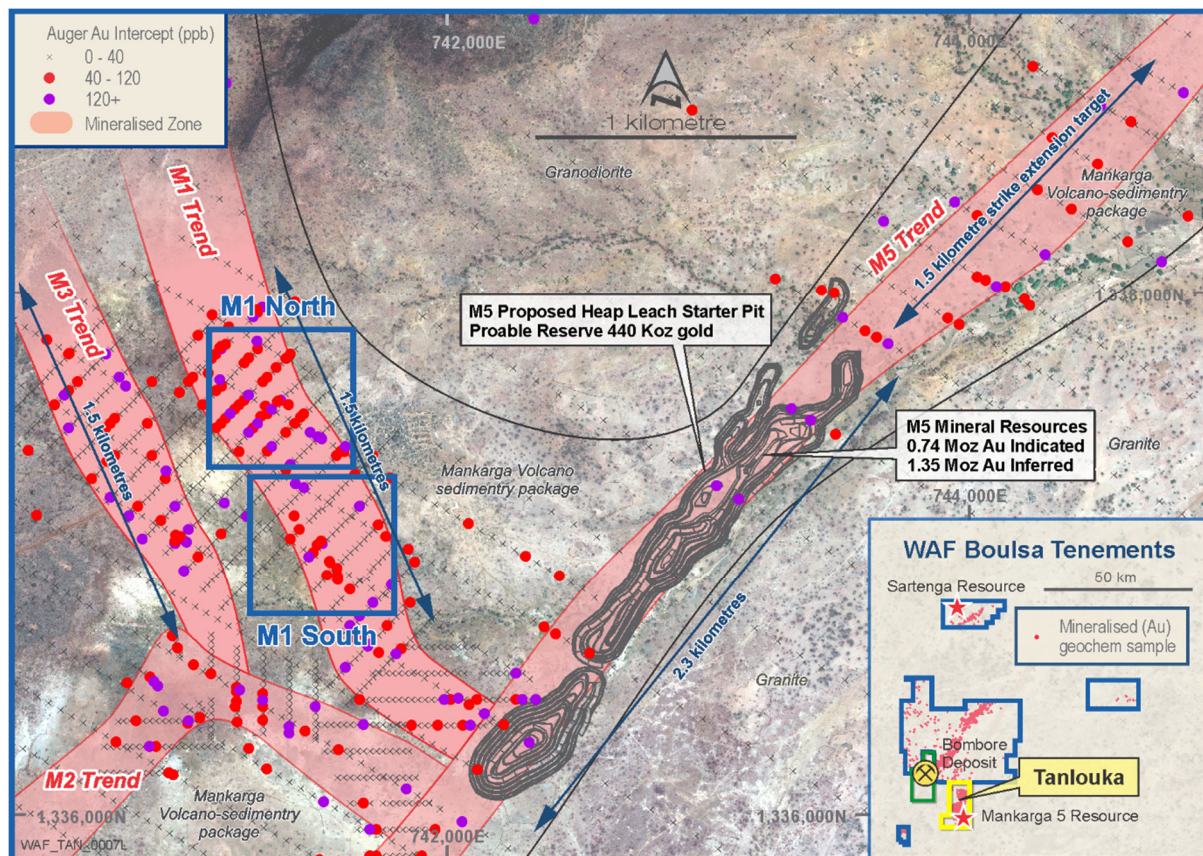 Auger Au Intercept (ppb)
0 - 40
40 - 120
120+
Mineralised Zone
742,000E
744,000E
1 kilometre
Granodiorite
Mankarga
Volcano-sedimentry
package
1.5 kilometre strike extension target
M5 Trend
M1 Trend
M3 Trend
M1 North
1,338,000N
M5 Proposed Heap Leach Starter Pit
Proable Reserve 440 Koz gold
1.5 kilometres
1.5 kilometres
M5 Mineral Resources
0.74 Moz Au Indicated
1.35 Moz Au Inferred
Granite
Mankarga Volcano
sedimentry package
744,000E
M1 South
2.3 kilometres
Granite
M2 Trend
Mankarga
Volcano-sedimentry
package
1,336,000N
742,000E
1,336,000N
WAF_TAN_0007L
WAF Boulsa Tenements
50 km
Sartenga Resource
Mineralised (Au)
geochem sample
Bombore
Deposit
Tanlouka
Mankarga 5 Resource